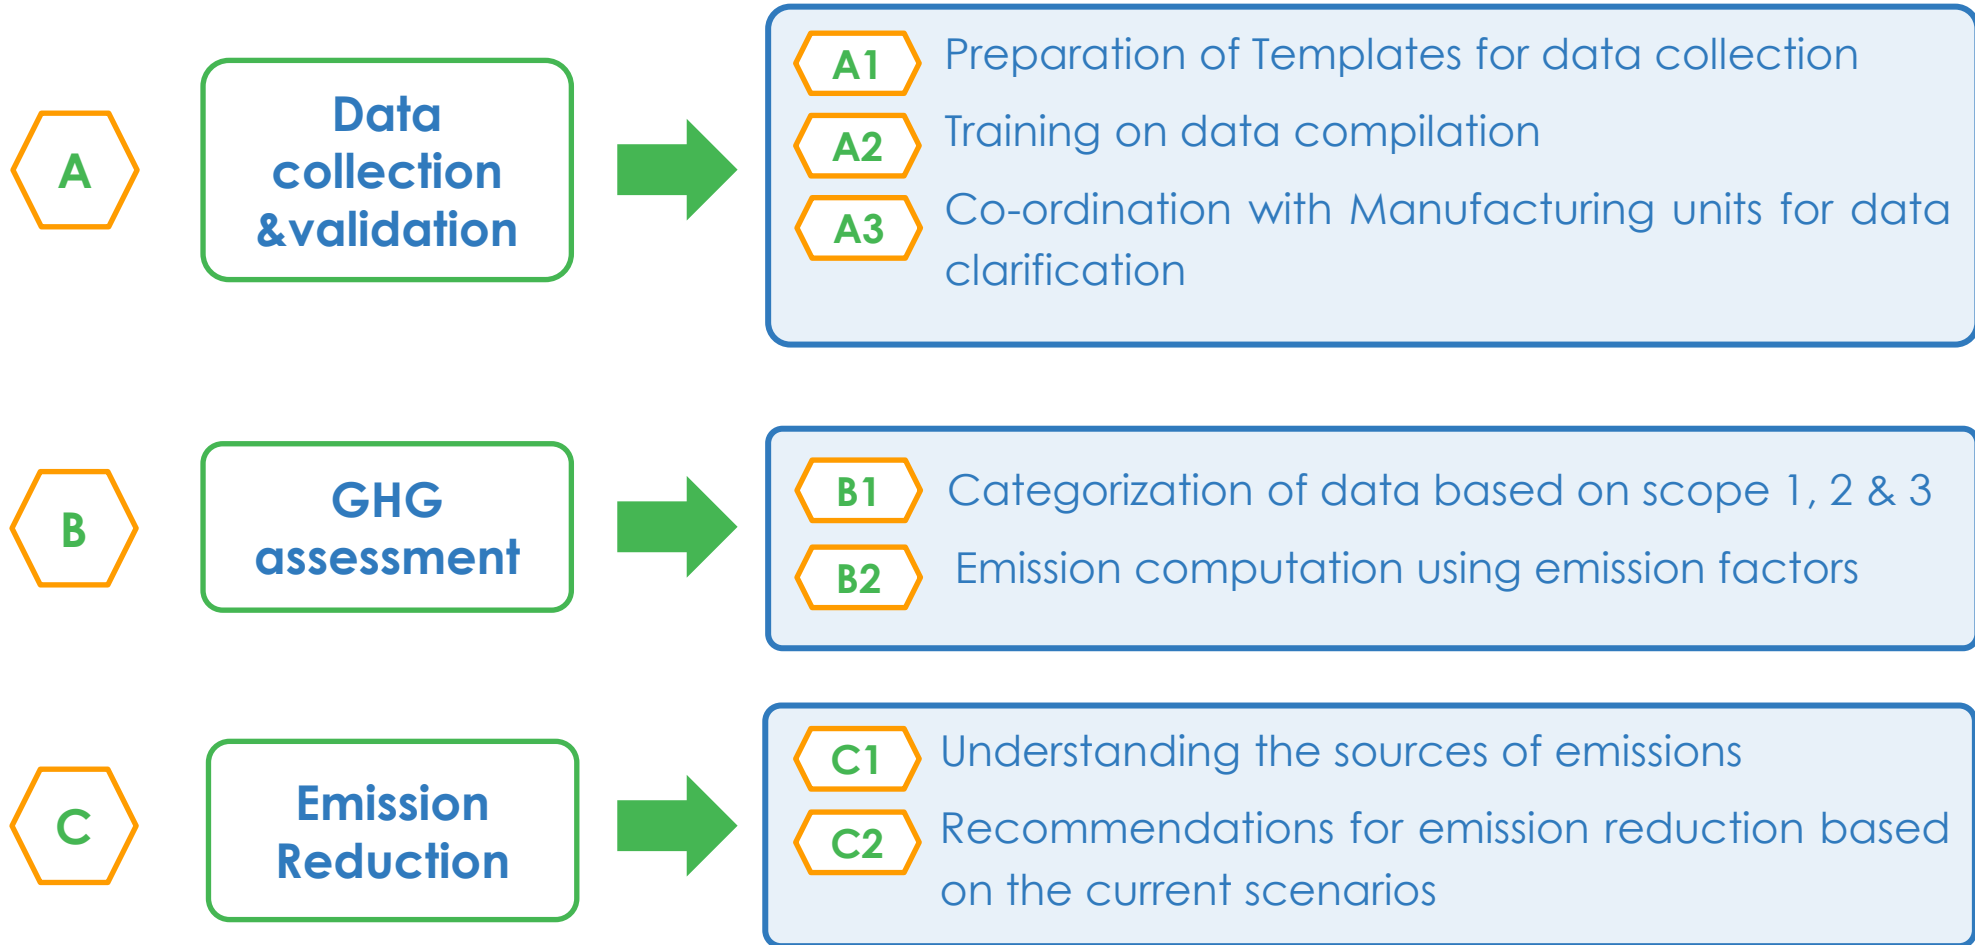 A
Data
collection
&validation
A1
Preparation of Templates for data collection
A2
Training on data compilation
A3
Co-ordination with Manufacturing units for data
clarification
B
GHG
assessment
B1
Categorization of data based on scope 1, 2 & 3
B2
Emission computation using emission factors
C
Emission
Reduction
C1
Understanding the sources of emissions
C2
Recommendations for emission reduction based
on the current scenarios